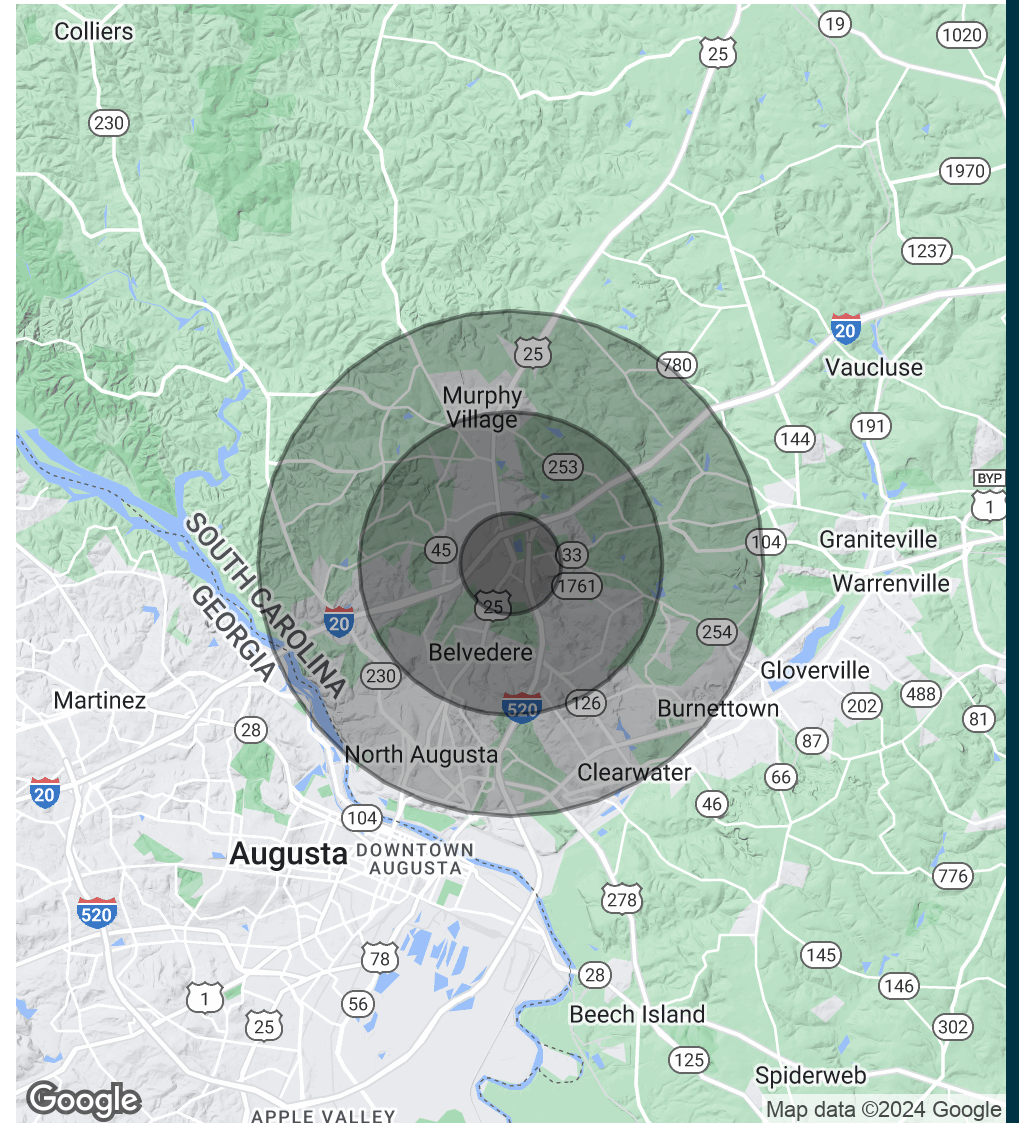 Colliers
19
1020
25
230
1970
1237
20
25
780
Vaucluse
Murphy
Village
191
144
253
BYP
1
SOUTH CAROLINA
GEORGIA
45
33
104
Graniteville
1761
Warrenville
25
20
254
Belvedere
230
Gloverville
Martinez
520
126
Burnettown
202
488
81
28
87
North Augusta
Clearwater
66
20
46
104
Augusta
DOWNTOWN
AUGUSTA
776
278
520
78
145
28
146
1
56
25
Beech Island
302
125
Spiderweb
Google
APPLE VALLEY
Map data ©2024 Google